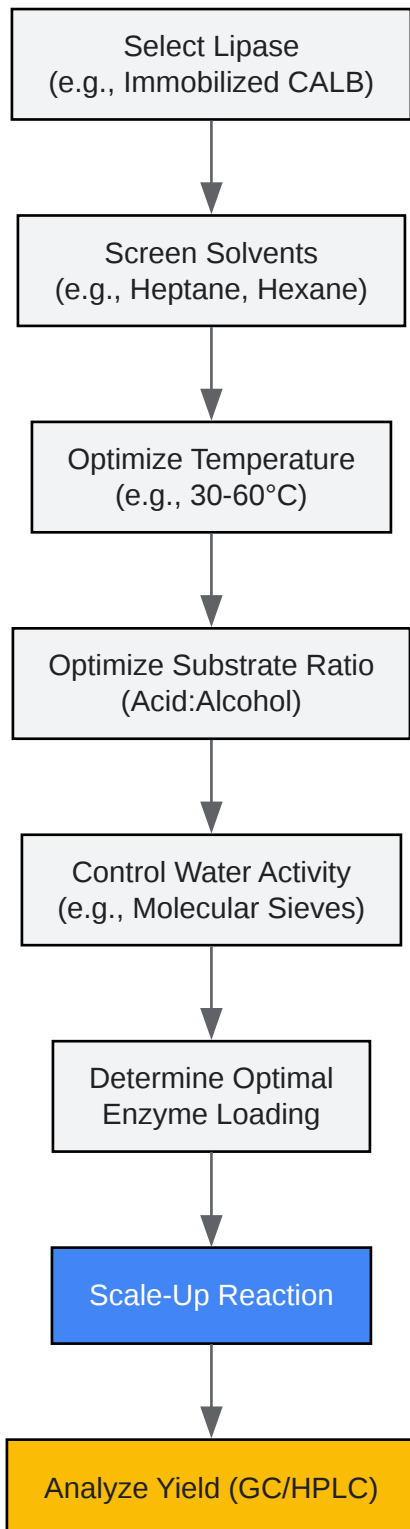 Select Lipase
(e.g., Immobilized CALB)
Screen Solvents
(e.g., Heptane, Hexane)
Optimize Temperature
(e.g., 30-60°C)
Optimize Substrate Ratio
(Acid:Alcohol)
Control Water Activity
(e.g., Molecular Sieves)
Determine Optimal
Enzyme Loading
Scale-Up Reaction
Analyze Yield (GC/HPLC)